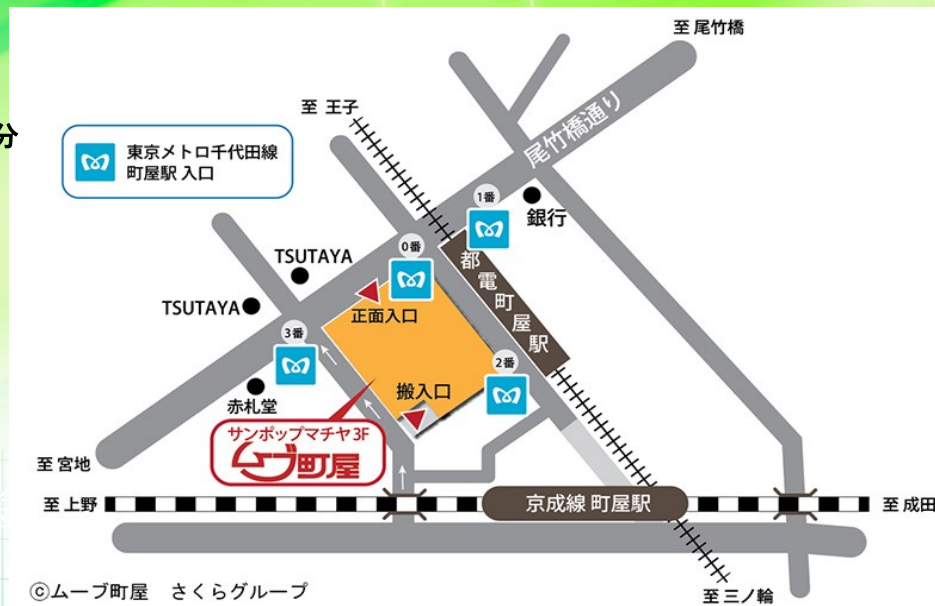 至 尾竹橋
至 王子
分
東京メトロ千代田線
町屋駅 入口
尾竹橋通り
1番
銀行
0番
都電町屋駅
TSUTAYA
TSUTAYA
正面入口
3番
2番
搬入口
赤札堂
サンポップマチヤ 3F
ムーブ町屋
至 宮地
至 上野
京成線 町屋駅
至 成田
至 三ノ輪
©ムーブ町屋 さくらグループ